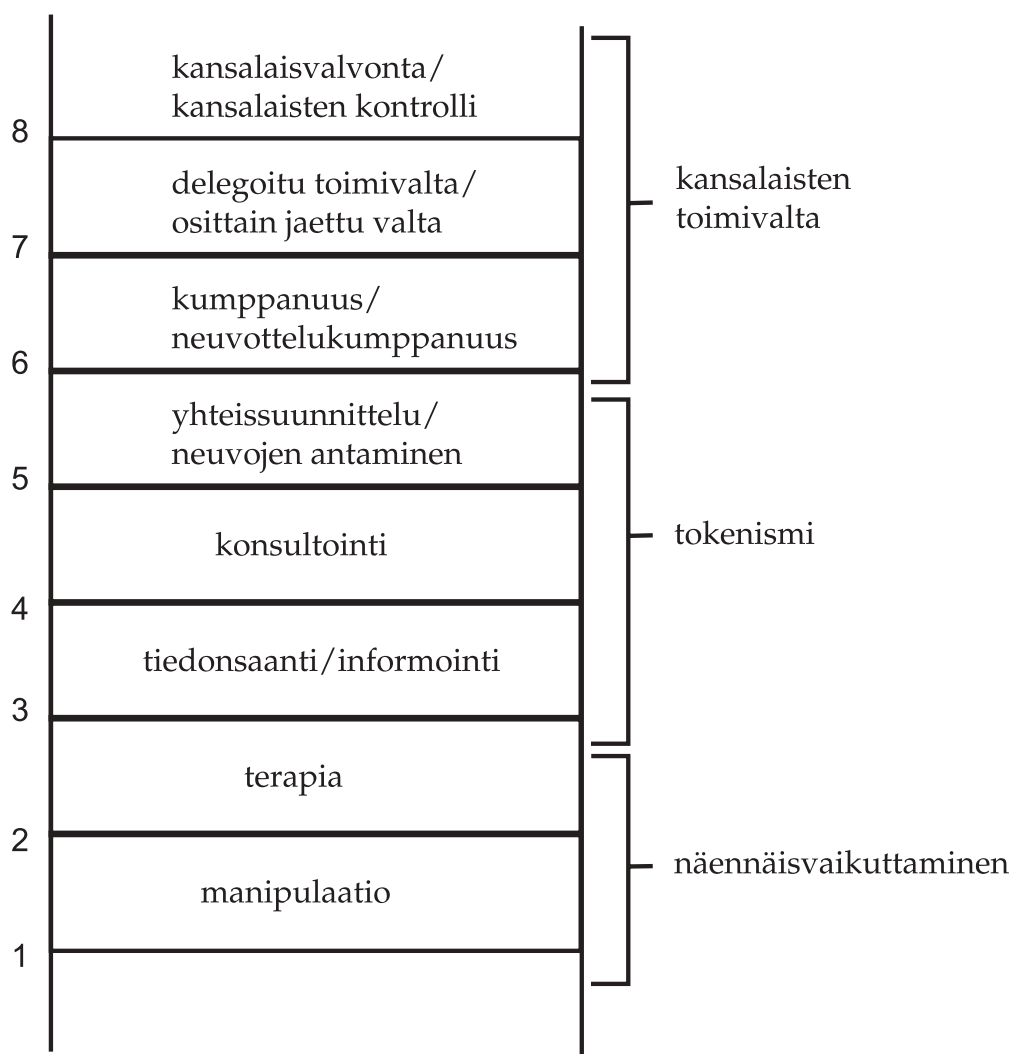 kansalaisvalvonta/
kansalaisten kontrolli
8
delegoitu toimivalta/
osittain jaettu valta
7
kansalaisten
toimivalta
kumppanuus/
neuvottelukumppanuus
6
yhteissuunnittelu/
neuvojen antaminen
5
konsultointi
tokenismi
4
tiedonsaanti/informointi
3
terapia
2
näennäisvaikuttaminen
manipulaatio
1